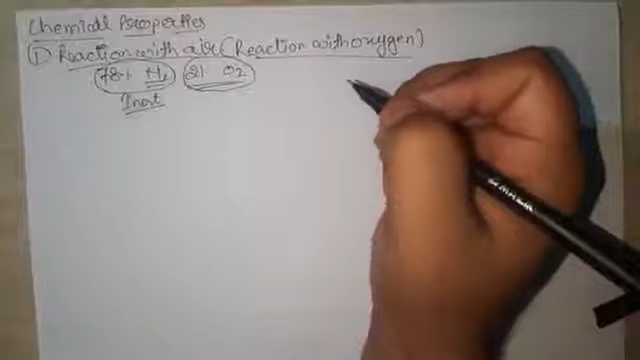 Chemical Properties
① Reaction with air (Reaction with oxygen)
78% N₂ 21 O₂
Inert